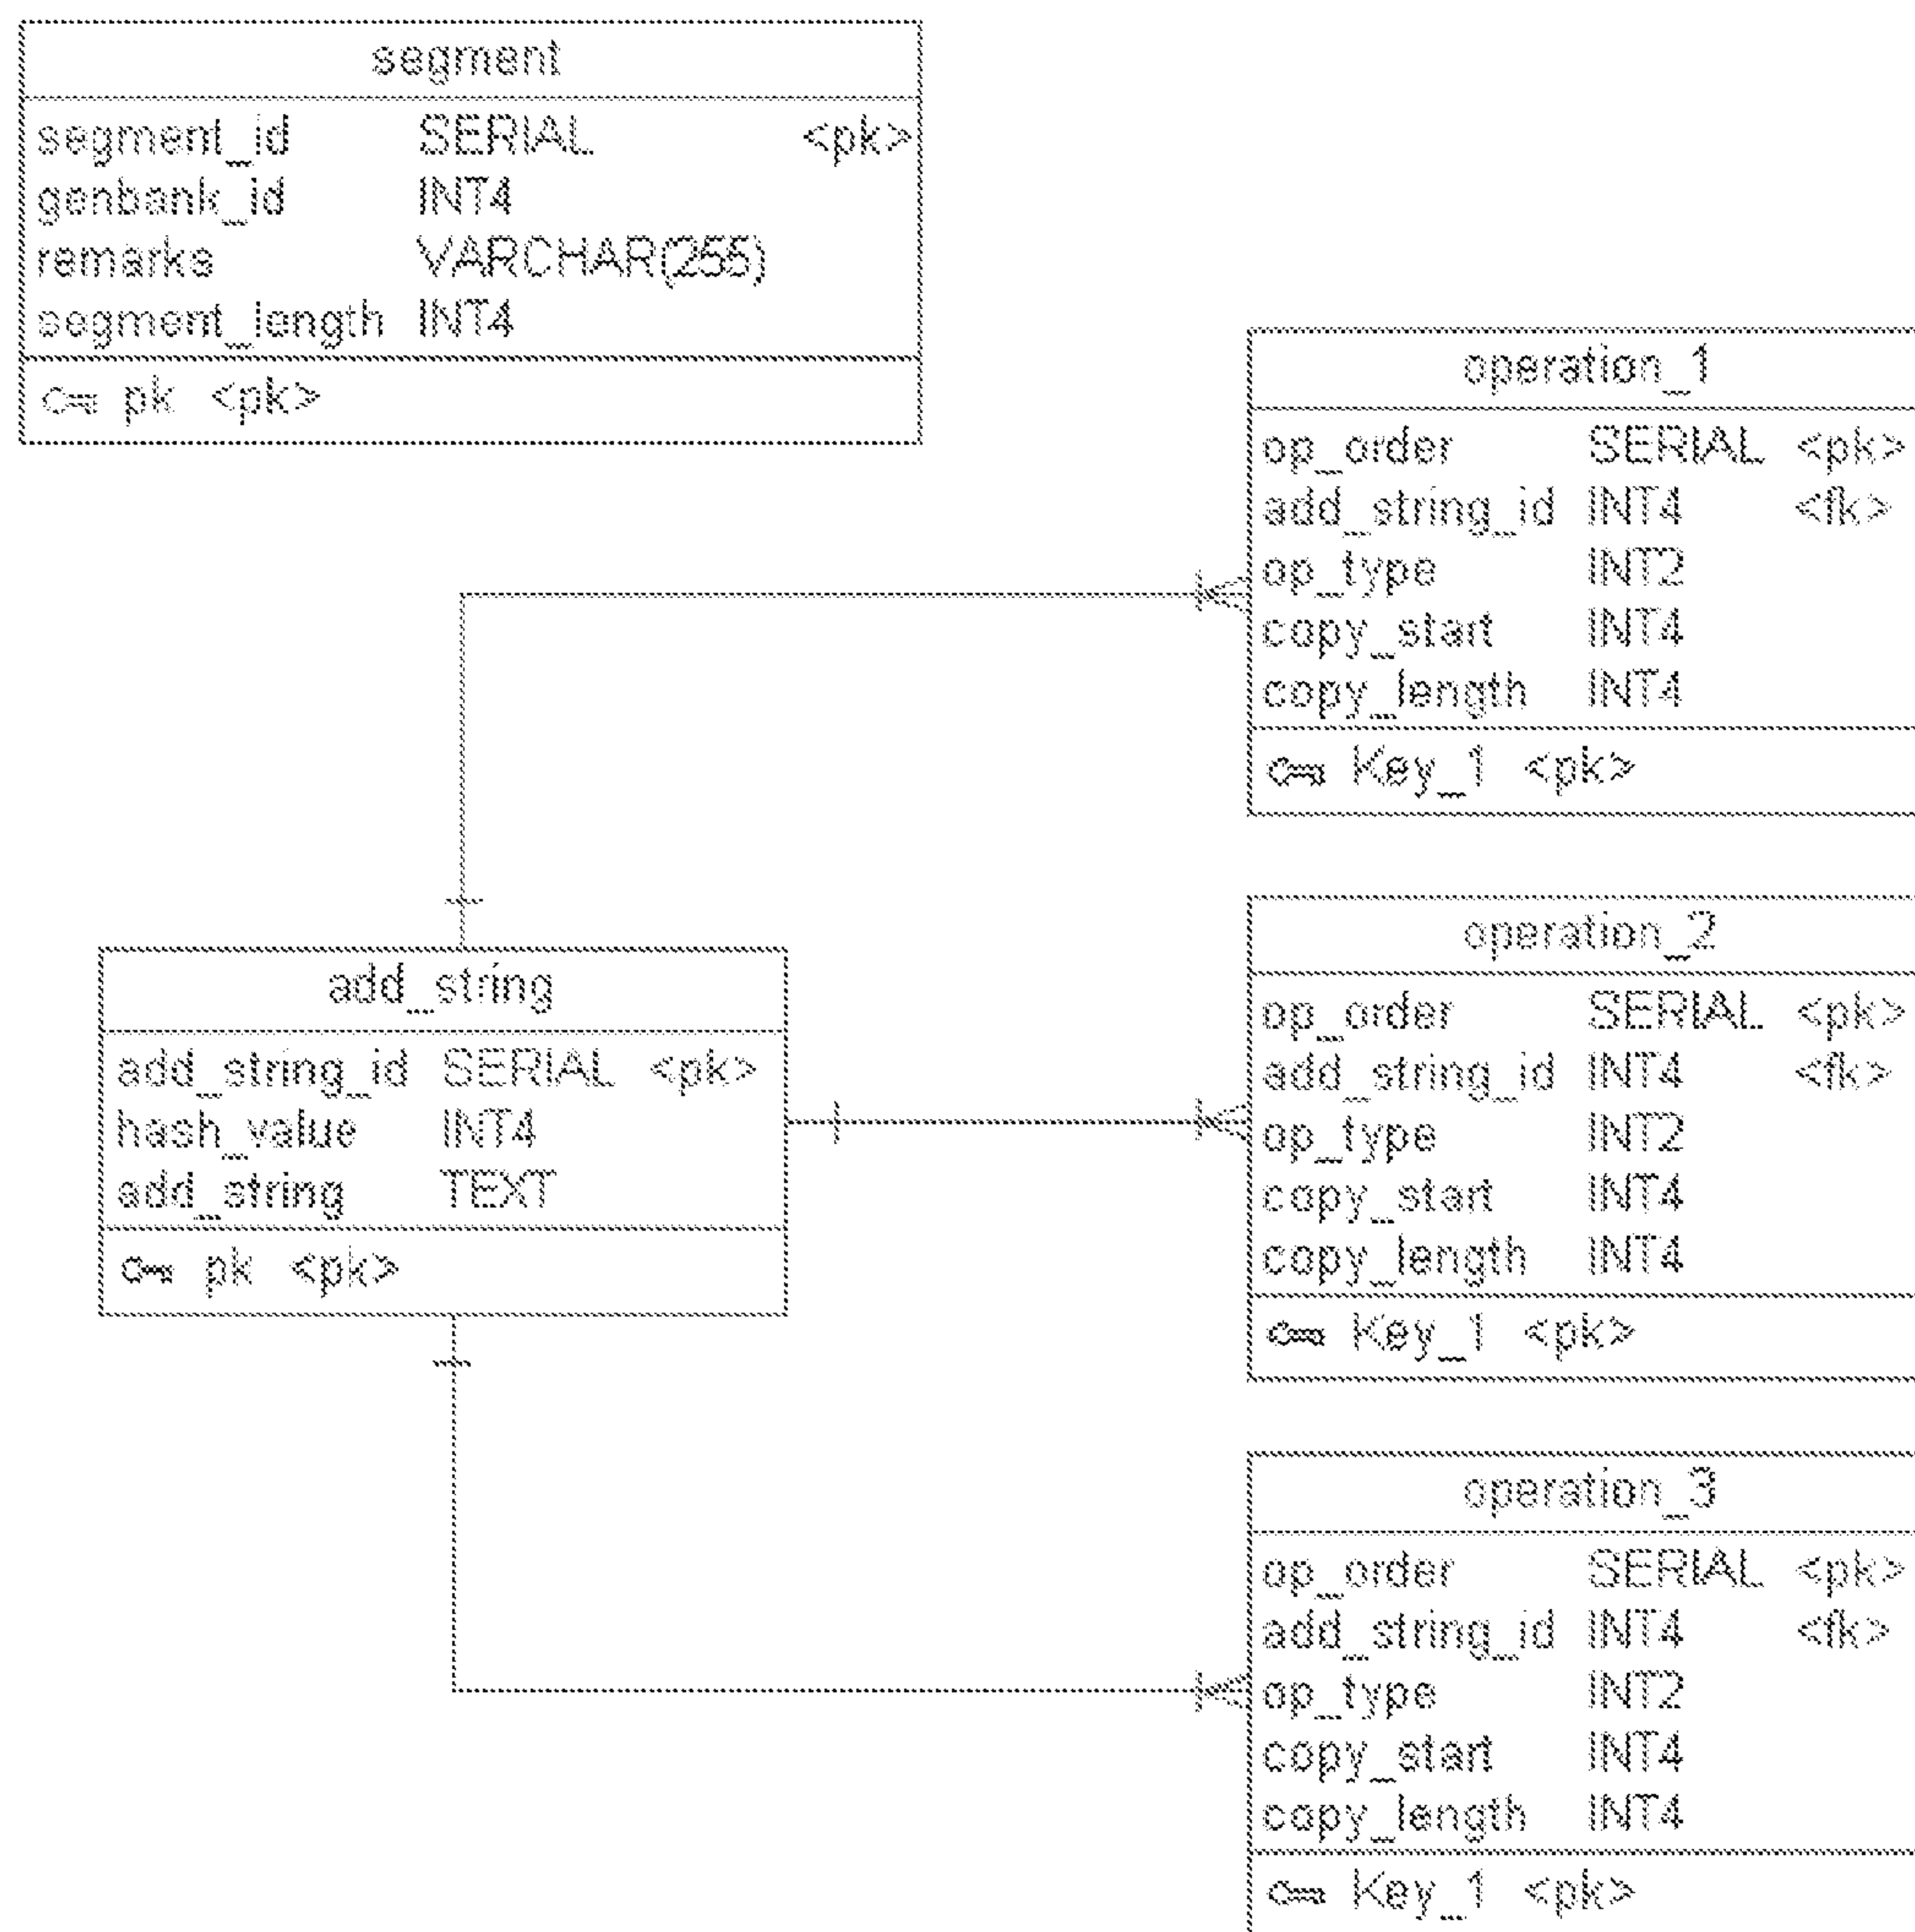 segment
segment_id SERIAL <pk>
genbank_id INT4
remarks VARCHAR(255)
segment_length INT4
pk <pk>
operation_1
op_order SERIAL <pk>
add_string_id INT4 <fk>
op_type INT2
copy_start INT4
copy_length INT4
Key_1 <pk>
add_string
add_string_id SERIAL <pk>
hash_value INT4
add_string TEXT
pk <pk>
operation_2
op_order SERIAL <pk>
add_string_id INT4 <fk>
op_type INT2
copy_start INT4
copy_length INT4
Key_1 <pk>
operation_3
op_order SERIAL <pk>
add_string_id INT4 <fk>
op_type INT2
copy_start INT4
copy_length INT4
Key_1 <pk>